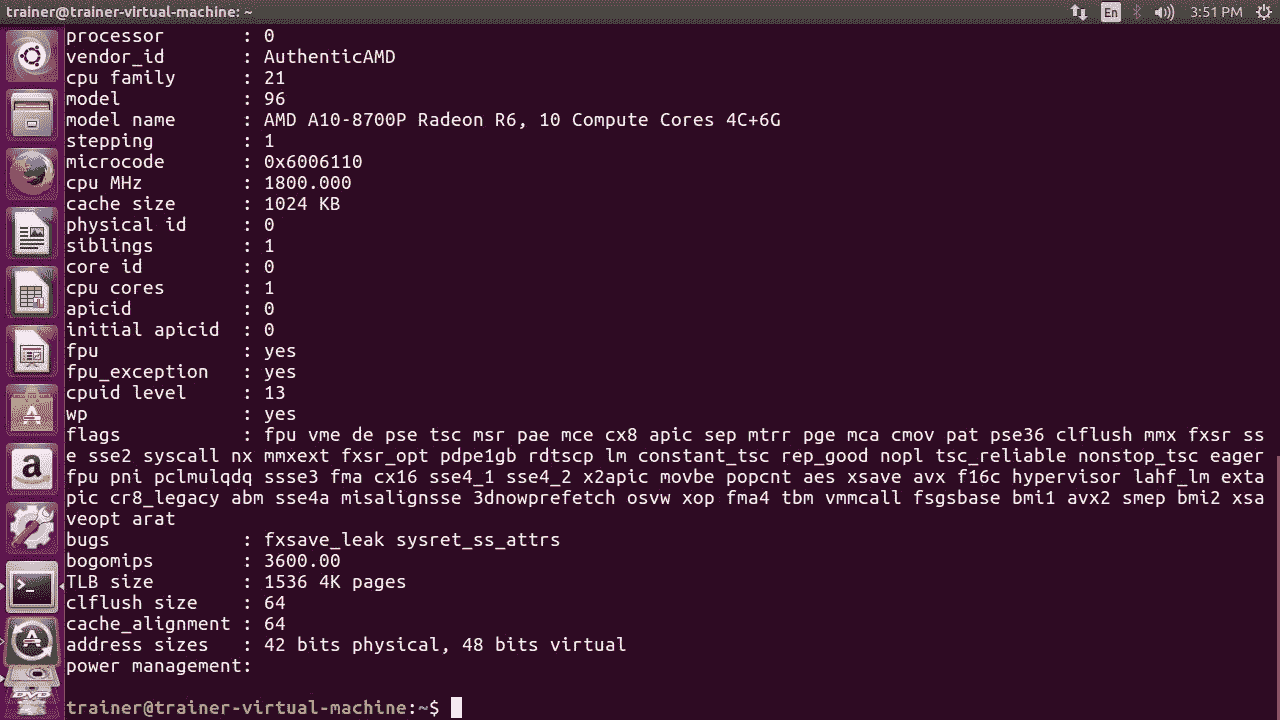 trainer@trainer-virtual-machine: ~
En
3:51 PM
processor : 0
vendor_id : AuthenticAMD
cpu family : 21
model : 96
model name : AMD A10-8700P Radeon R6, 10 Compute Cores 4C+6G
stepping : 1
microcode : 0x6006110
cpu MHz : 1800.000
cache size : 1024 KB
physical id : 0
siblings : 1
core id : 0
cpu cores : 1
apicid : 0
initial apicid : 0
fpu : yes
fpu_exception : yes
cpuid level : 13
wp : yes
flags : fpu vme de pse tsc msr pae mce cx8 apic sep mtrr pge mca cmov pat pse36 clflush mmx fxsr ss
e sse2 syscall nx mmxext fxsr_opt pdpe1gb rdtscp lm constant_tsc rep_good nopl tsc_reliable nonstop_tsc eager
fpu pni pclmulqdq ssse3 fma cx16 sse4_1 sse4_2 x2apic movbe popcnt aes xsave avx f16c hypervisor lahf_lm exta
pic cr8_legacy abm sse4a misalignsse 3dnowprefetch osvw xop fma4 tbm vmmcall fsgsbase bmi1 avx2 smep bmi2 xsa
veopt arat
bugs : fxsave_leak sysret_ss_attrs
bogomips : 3600.00
TLB size : 1536 4K pages
clflush size : 64
cache_alignment : 64
address sizes : 42 bits physical, 48 bits virtual
power management:
trainer@trainer-virtual-machine:~$
a
DVD